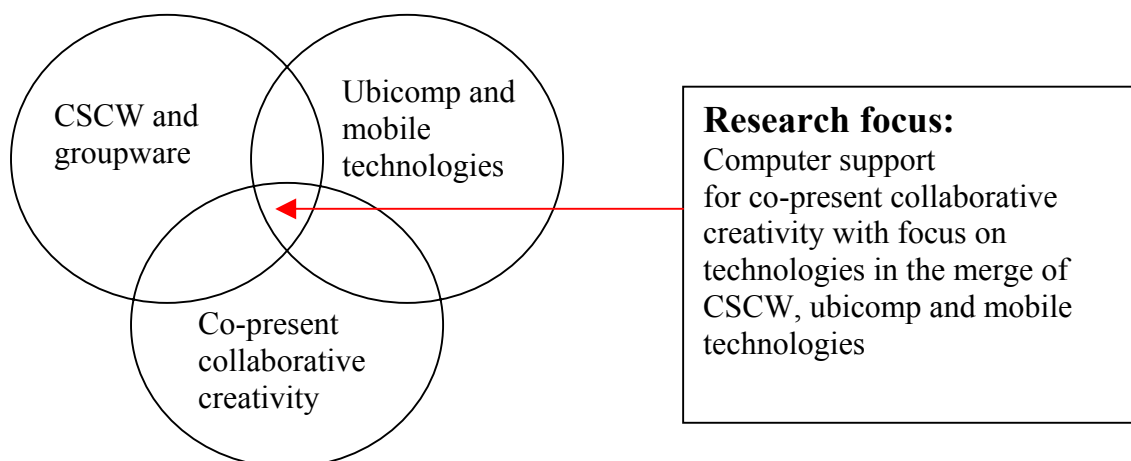 CSCW and
groupware
Ubicomp and
mobile
technologies
Co-present
collaborative
creativity
Research focus:
Computer support
for co-present collaborative
creativity with focus on
technologies in the merge of
CSCW, ubicomp and mobile
technologies